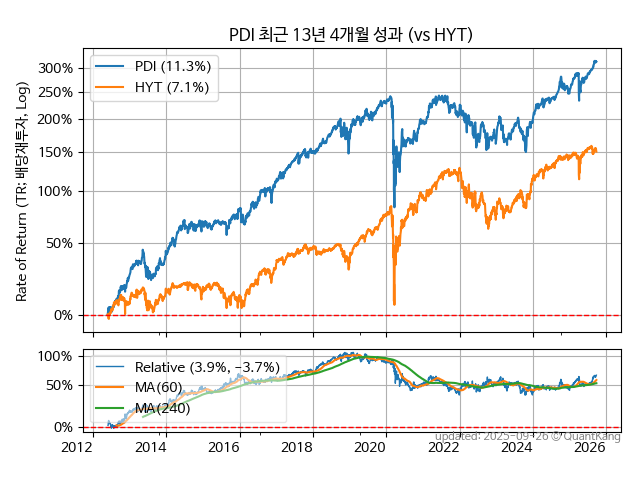 PDI 최근 13년 4개월 성과 (vs HYT)
Rate of Return (TR: 배당재투자, Log)
300%
250%
200%
150%
100%
50%
0%
PDI (11.3%)
HYT (7.1%)
100%
50%
0%
Relative (3.9%, -3.7%)
MA(60)
MA(240)
2012 2014 2016 2018 2020 2022 2024 2026
updated: 2025-09-26 © QuantKang